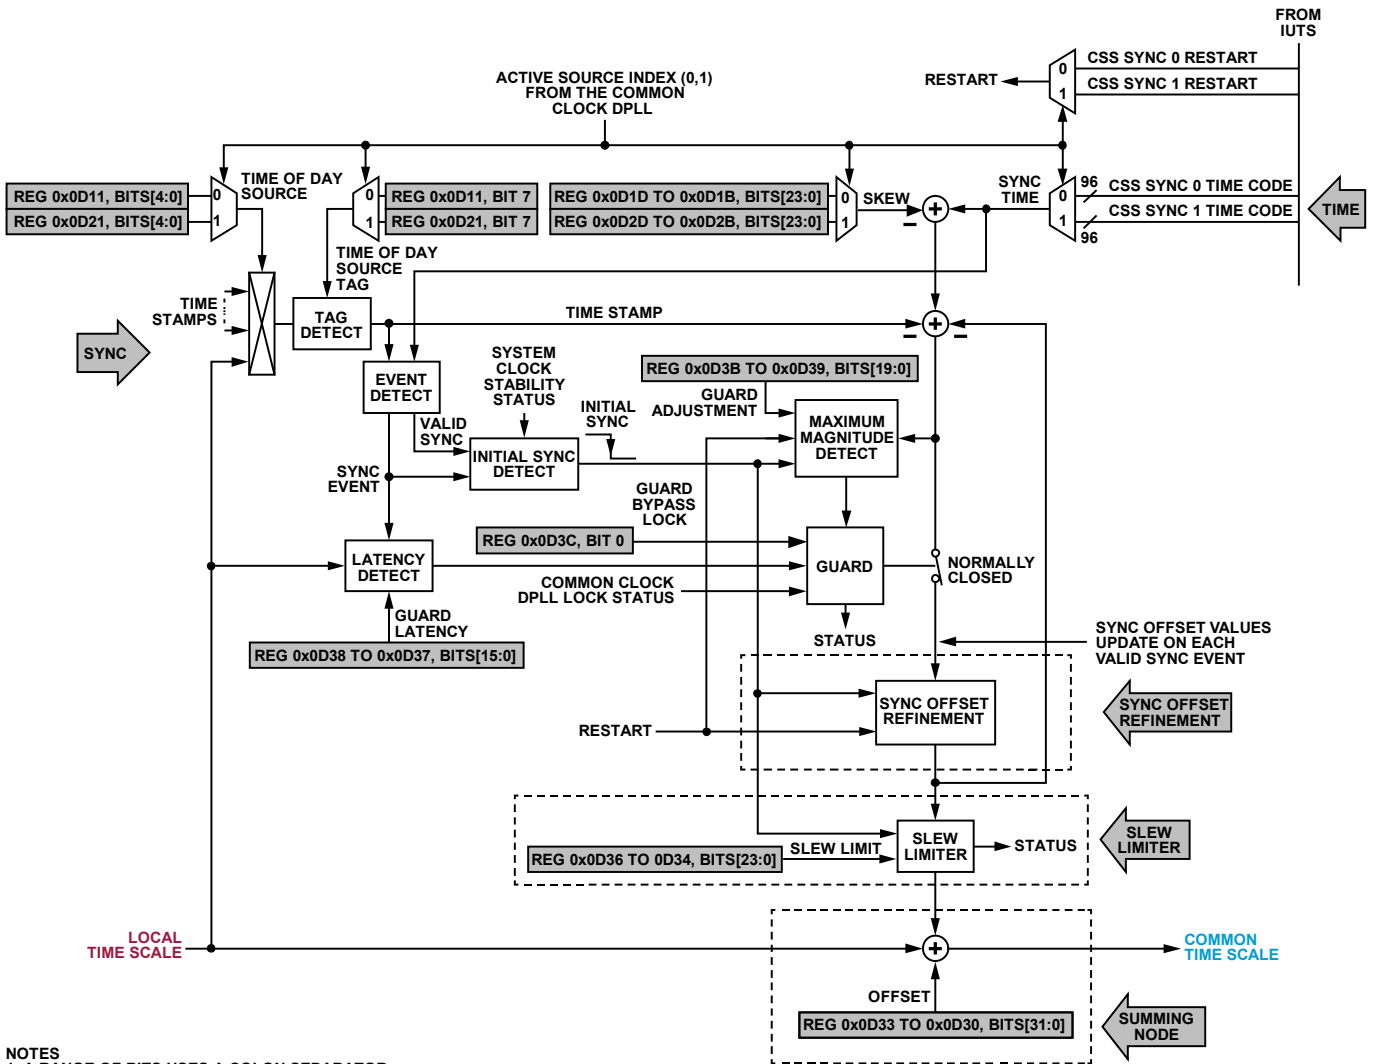 FROM
IUTS
CSS SYNC 0 RESTART
CSS SYNC 1 RESTART
0
1
RESTART
ACTIVE SOURCE INDEX (0,1)
FROM THE COMMON
CLOCK DPLL
REG 0x0D11, BITS[4:0]
REG 0x0D21, BITS[4:0]
0
1
TIME OF DAY
SOURCE
0
1
REG 0x0D11, BIT 7
REG 0x0D21, BIT 7
TIME OF DAY
SOURCE
TAG
REG 0x0D1D TO 0x0D1B, BITS[23:0]
REG 0x0D2D TO 0x0D2B, BITS[23:0]
0
1
SKEW
+
–
SYNC
TIME
0
1
96
96
CSS SYNC 0 TIME CODE
CSS SYNC 1 TIME CODE
TIME
TIME
STAMPS
SYNC
TAG
DETECT
TIME STAMP
+
–
–
EVENT
DETECT
SYSTEM
CLOCK
STABILITY
STATUS
VALID
SYNC
INITIAL SYNC
DETECT
INITIAL
SYNC
SYNC
EVENT
REG 0x0D3B TO 0x0D39, BITS[19:0]
GUARD
ADJUSTMENT
MAXIMUM
MAGNITUDE
DETECT
GUARD
BYPASS
LOCK
REG 0x0D3C, BIT 0
LATENCY
DETECT
GUARD
NORMALLY
CLOSED
COMMON CLOCK
DPLL LOCK STATUS
GUARD
LATENCY
REG 0x0D38 TO 0x0D37, BITS[15:0]
STATUS
SYNC OFFSET VALUES
UPDATE ON EACH
VALID SYNC EVENT
SYNC OFFSET
REFINEMENT
SYNC OFFSET
REFINEMENT
RESTART
SLEW
LIMITER
STATUS
SLEW
LIMITER
SLEW LIMIT
REG 0x0D36 TO 0D34, BITS[23:0]
LOCAL
TIME SCALE
+
COMMON
TIME SCALE
OFFSET
REG 0x0D33 TO 0x0D30, BITS[31:0]
SUMMING
NODE
NOTES